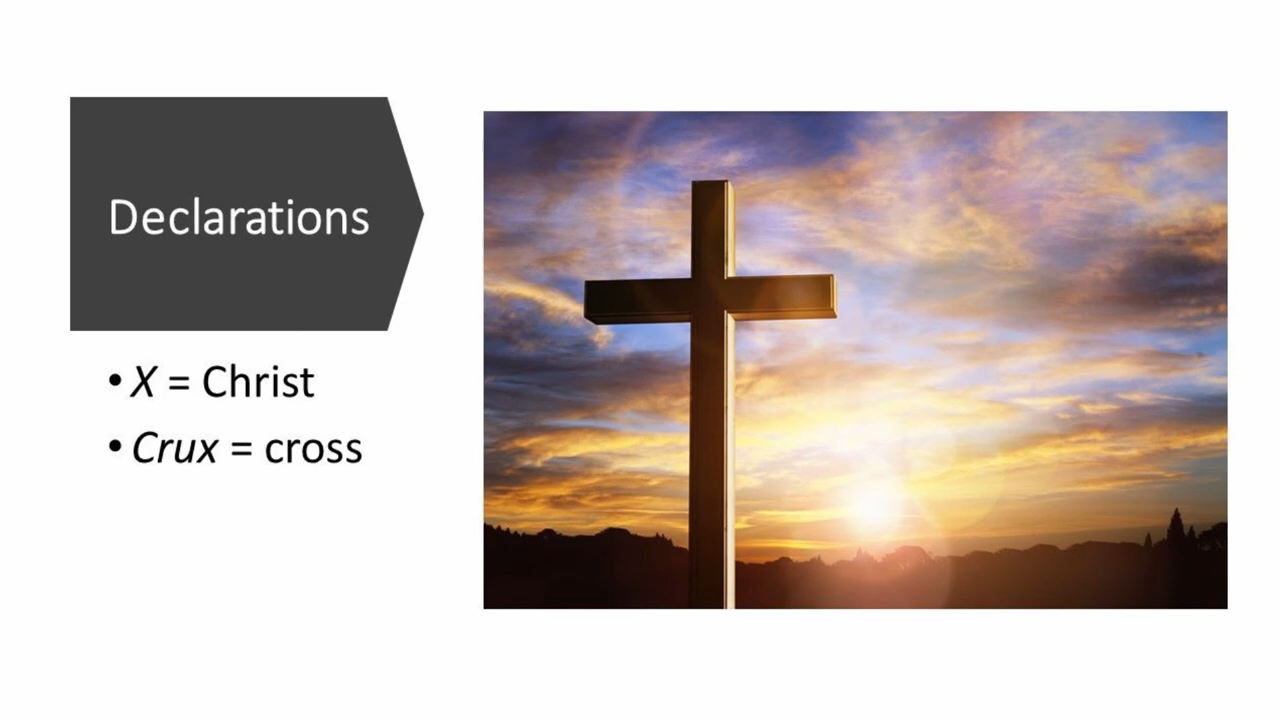 Declarations
• X = Christ
• Crux = cross